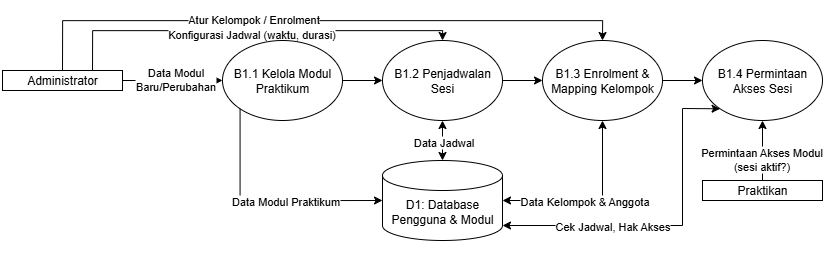 Atur Kelompok / Enrolment
Konfigurasi Jadwal (waktu, durasi)
Administrator
Data Modul
Baru/Perubahan
B1.1 Kelola Modul
Praktikum
B1.2 Penjadwalan
Sesi
B1.3 Enrolment &
Mapping Kelompok
B1.4 Permintaan
Akses Sesi
Data Jadwal
Permintaan Akses Modul
(sesi aktif?)
Praktikan
Data Modul Praktikum
D1: Database
Pengguna & Modul
Data Kelompok & Anggota
Cek Jadwal, Hak Akses